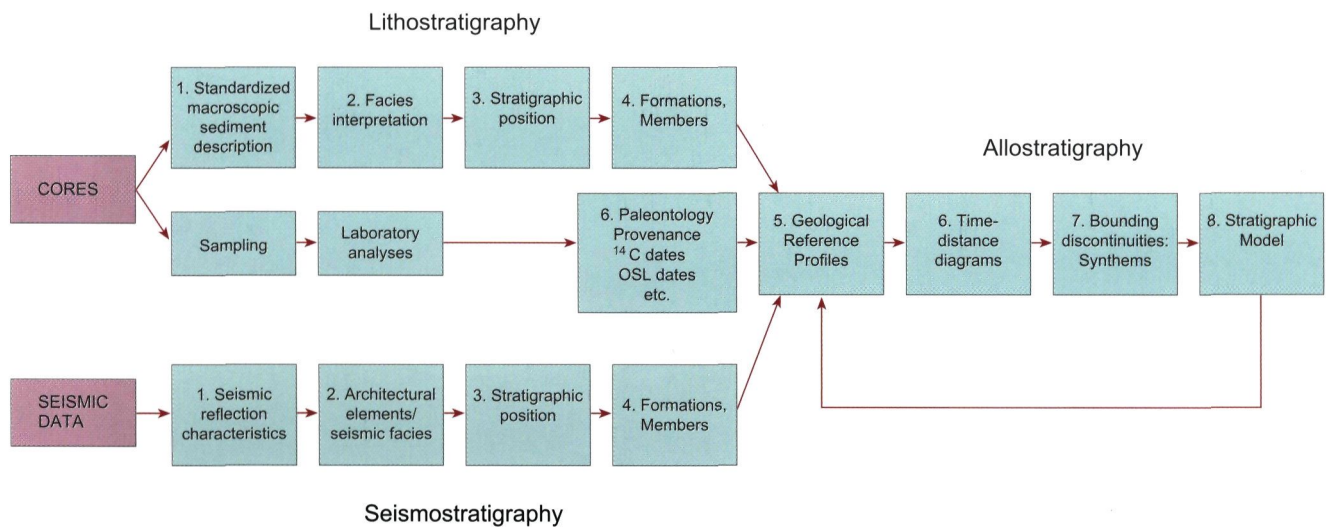 Lithostratigraphy
1. Standardized
macroscopic
sediment
description
2. Facies
interpretation
3. Stratigraphic
position
4. Formations,
Members
Allostratigraphy
CORES
Sampling
Laboratory
analyses
6. Paleontology
Provenance
14 C dates
OSL dates
etc.
5. Geological
Reference
Profiles
6. Time-
distance
diagrams
7. Bounding
discontinuities:
Synthems
8. Stratigraphic
Model
SEISMIC
DATA
1. Seismic
reflection
characteristics
2. Architectural
elements/
seismic facies
3. Stratigraphic
position
4. Formations,
Members
Seismostratigraphy